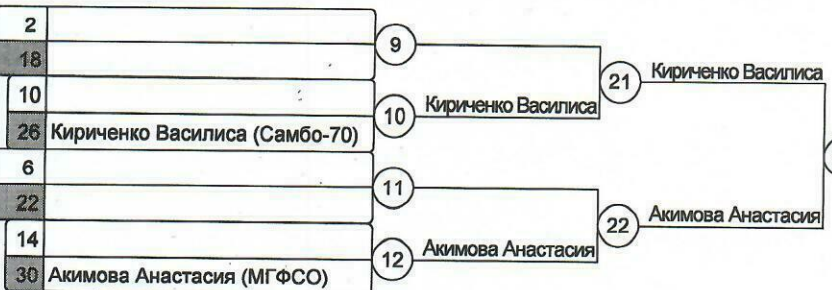 2
18
9
10
26 Кириченко Василиса (Самбо-70)
10 Кириченко Василиса
21 Кириченко Василиса
6
22
11
14
30 Акимова Анастасия (МГФСО)
12 Акимова Анастасия
22 Акимова Анастасия